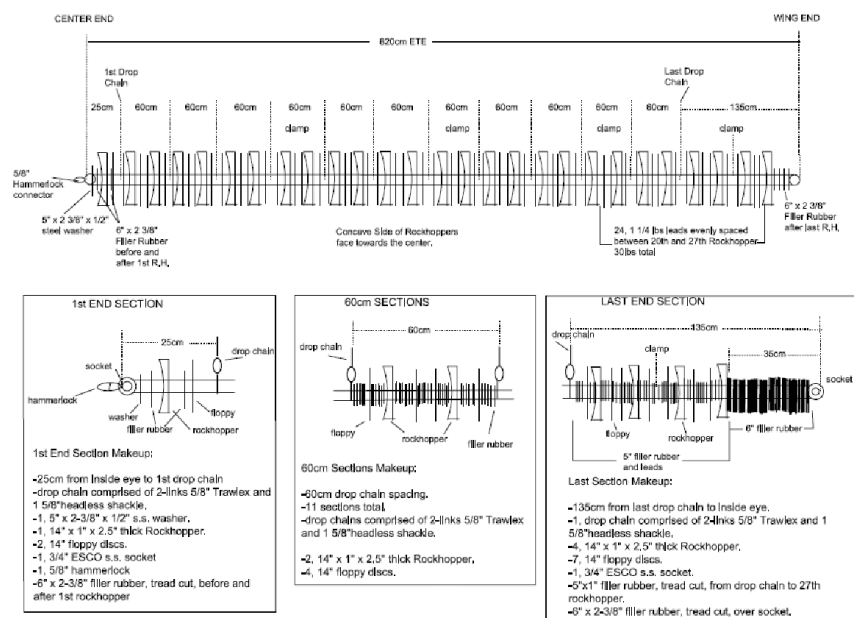 CENTER END
WING END
820cm ETE
1st Drop
Chain
Last Drop
Chain
25cm 60cm 60cm 60cm 60cm 60cm 60cm 60cm 60cm 60cm 60cm 60cm 135cm
clamp clamp clamp clamp
5/8"
Hammerlock
connector
5" x 2 3/8" x 1/2"
steel washer
6" x 2 3/8"
Filler Rubber
before and
after 1st R.H.
Concave Side of Rockhoppers
face towards the center.
24, 1 1/4 lbs leads evenly spaced
between 20th and 27th Rockhopper
30lbs total
6" x 2 3/8"
Filler Rubber
after last R.H.
1st END SECTION
25cm
drop chain
socket
hammerlock
washer
floppy
filler rubber
rockhopper
1st End Section Makeup:
-25cm from inside eye to 1st drop chain
-drop chain comprised of 2-links 5/8" Trawlex and
1 5/8"headless shackle.
-1, 5" x 2-3/8" x 1/2" s.s. washer.
-1, 14" x 1" x 2.5" thick Rockhopper.
-2, 14" floppy discs.
-1, 3/4" ESCO s.s. socket
-1, 5/8" hammerlock
-6" x 2-3/8" filler rubber, tread cut, before and
after 1st rockhopper
60cm SECTIONS
60cm
drop chain
drop chain
floppy
rockhopper
filler rubber
60cm Sections Makeup:
-60cm drop chain spacing.
-11 sections total.
-drop chains comprised of 2-links 5/8" Trawlex
and 1 5/8"headless shackle.
-2, 14" x 1" x 2.5" thick Rockhopper.
-4, 14" floppy discs.
LAST END SECTION
135cm
drop chain
clamp
35cm
socket
floppy
rockhopper
6" filler rubber
5" filler rubber
and leads
Last Section Makeup:
-135cm from last drop chain to inside eye.
-1, drop chain comprised of 2-links 5/8" Trawlex and 1
5/8"headless shackle.
-4, 14" x 1" x 2.5" thick Rockhopper.
-7, 14" floppy discs.
-1, 3/4" ESCO s.s. socket.
-5"x1" filler rubber, tread cut, from drop chain to 27th
rockhopper.
-6" x 2-3/8" filler rubber, tread cut, over socket.